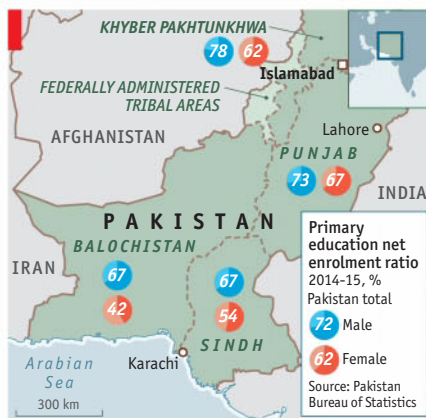 KHYBER PAKHTUNKHWA
78 62
Islamabad
FEDERALLY ADMINISTERED
TRIBAL AREAS
AFGHANISTAN
Lahore
PUNJAB
73 67
INDIA
PAKISTAN
BALOCHISTAN
IRAN
67
42
67
54
SINDH
Karachi
Arabian
Sea
300 km
Primary
education net
enrolment ratio
2014-15, %
Pakistan total
72 Male
62 Female
Source: Pakistan
Bureau of Statistics